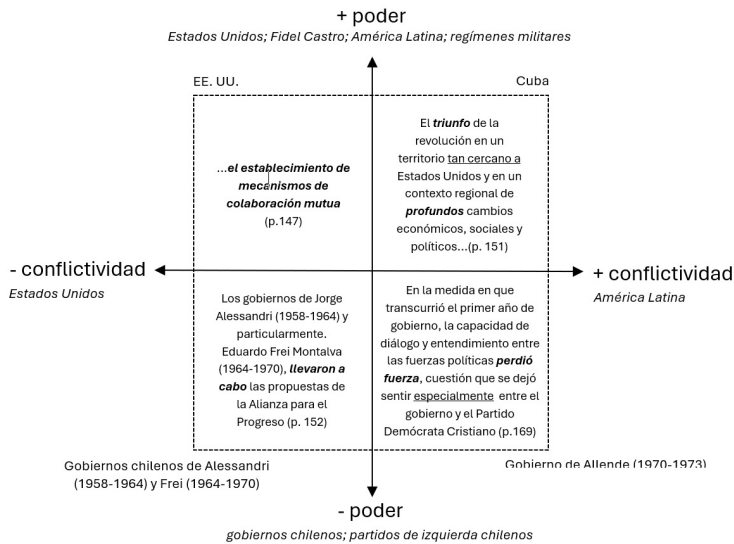 + poder
Estados Unidos; Fidel Castro; América Latina; regímenes militares
EE. UU.
Cuba
...el establecimiento de
mecanismos de
colaboración mutua
(p.147)
El triunfo de la
revolución en un
territorio tan cercano a
Estados Unidos y en un
contexto regional de
profundos cambios
económicos, sociales y
políticos...(p. 151)
- conflictividad
Estados Unidos
+ conflictividad
América Latina
Los gobiernos de Jorge
Alessandri (1958-1964) y
particularmente.
Eduardo Frei Montalva
(1964-1970), llevaron a
cabo las propuestas de
la Alianza para el
Progreso (p. 152)
En la medida en que
transcurrió el primer año de
gobierno, la capacidad de
diálogo y entendimiento entre
las fuerzas políticas perdió
fuerza, cuestión que se dejó
sentir especialmente entre el
gobierno y el Partido
Demócrata Cristiano (p.169)
Gobiernos chilenos de Alessandri
(1958-1964) y Frei (1964-1970)
Gobierno de Allende (1970-1973)
- poder
gobiernos chilenos; partidos de izquierda chilenos